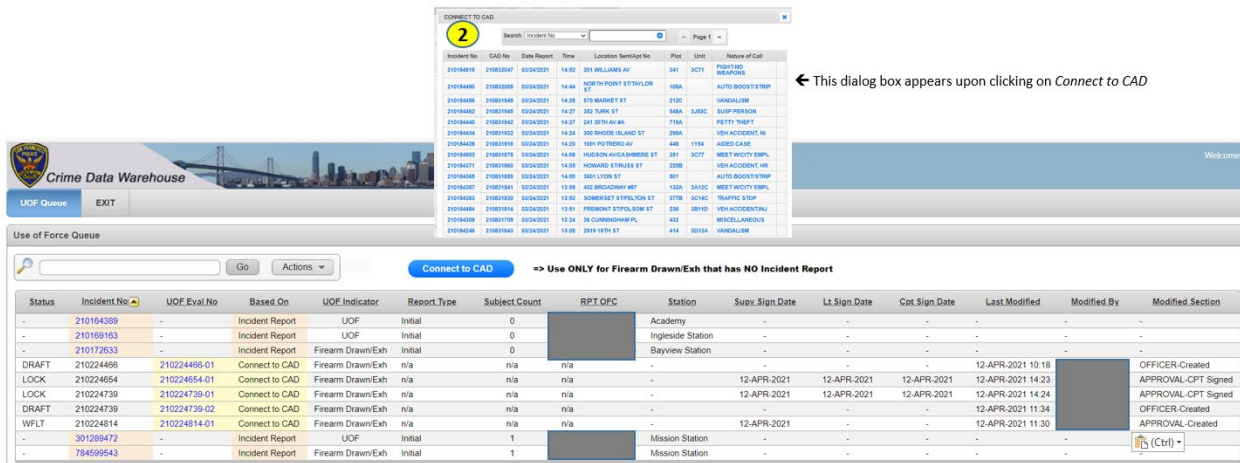 CONNECT TO CAD
2
Search Incident No
Page 1
Incident No CAD No Date Report Time Location Sent/Apt No Plot Unit Nature of Call
210184519 210832047 03/24/2021 14:52 201 WILLIAMS AV 341 3C71 FIGHT-NO WEAPONS
210184490 210832005 03/24/2021 14:44 NORTH POINT ST/TAYLOR ST 108A AUTO BOOST/STRIP
210184456 210831949 03/24/2021 14:28 570 MARKET ST 212C VANDALISM
210184462 210831945 03/24/2021 14:27 352 TURK ST 546A 3J53C SUSP PERSON
210184440 210831942 03/24/2021 14:27 241 20TH AV #A 719A PETTY THEFT
210184434 210831932 03/24/2021 14:24 300 RHODE ISLAND ST 299A VEH ACCIDENT, NI
210184428 210831918 03/24/2021 14:20 1001 POTRERO AV 448 1Y54 AIDED CASE
210184503 210831875 03/24/2021 14:08 HUDSON AV/CASHMERE ST 351 3C77 MEET W/CITY EMPL
210184371 210831860 03/24/2021 14:05 HOWARD ST/RUSS ST 220B VEH ACCIDENT, HR
210184365 210831859 03/24/2021 14:05 3601 LYON ST 501 AUTO BOOST/STRIP
210184387 210831841 03/24/2021 13:59 402 BROADWAY #87 132A 3A12C MEET W/CITY EMPL
210184393 210831820 03/24/2021 13:52 SOMERSET ST/FELTON ST 377B 3C14C TRAFFIC STOP
210184484 210831814 03/24/2021 13:51 FREMONT ST/FOLSOM ST 236 3B11D VEH ACCIDENT,INJ
210184309 210831709 03/24/2021 13:24 36 CUNNINGHAM PL 432 MISCELLANEOUS
210184248 210831643 03/24/2021 13:05 2919 16TH ST 414 3D13A VANDALISM
← This dialog box appears upon clicking on Connect to CAD
Crime Data Warehouse
Welcome
UOF Queue EXIT
Use of Force Queue
Go Actions Connect to CAD => Use ONLY for Firearm Drawn/Exh that has NO Incident Report
Status Incident No UOF Eval No Based On UOF Indicator Report Type Subject Count RPT OFC Station Supv Sign Date Lt Sign Date Cpt Sign Date Last Modified Modified By Modified Section
- 210164389 - Incident Report UOF Initial 0 Academy - - - - - -
- 210169163 - Incident Report UOF Initial 0 Ingleside Station - - - - - -
- 210172633 - Incident Report Firearm Drawn/Exh Initial 0 Bayview Station - - - - - -
DRAFT 210224466 210224466-01 Connect to CAD Firearm Drawn/Exh n/a n/a n/a - - - - 12-APR-2021 10:18 OFFICER-Created
LOCK 210224654 210224654-01 Connect to CAD Firearm Drawn/Exh n/a n/a n/a - 12-APR-2021 12-APR-2021 12-APR-2021 12-APR-2021 14:23 APPROVAL-CPT Signed
LOCK 210224739 210224739-01 Connect to CAD Firearm Drawn/Exh n/a n/a n/a - 12-APR-2021 12-APR-2021 12-APR-2021 12-APR-2021 14:24 APPROVAL-CPT Signed
DRAFT 210224739 210224739-02 Connect to CAD Firearm Drawn/Exh n/a n/a n/a - - - - 12-APR-2021 11:34 OFFICER-Created
WFLT 210224814 210224814-01 Connect to CAD Firearm Drawn/Exh n/a n/a n/a - 12-APR-2021 - - 12-APR-2021 11:30 APPROVAL-Created
- 301289472 - Incident Report UOF Initial 1 Mission Station - - - - -
- 784599543 - Incident Report Firearm Drawn/Exh Initial 1 Mission Station - - - - -
(Ctrl)